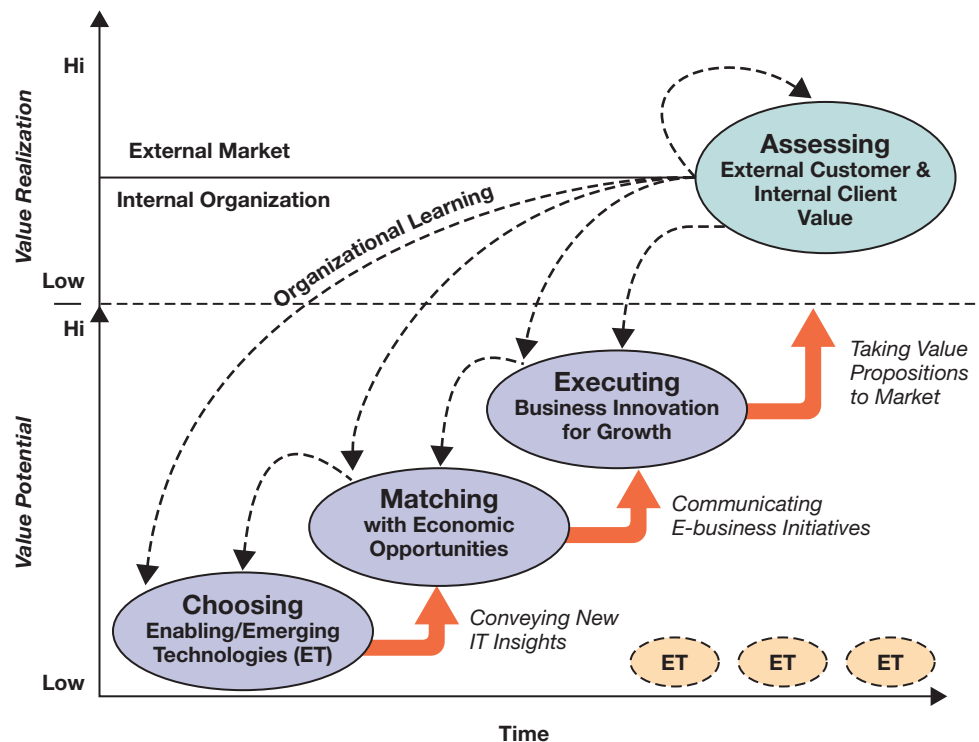 Hi
Value Realization
External Market
Internal Organization
Low
Organizational Learning
Assessing
External Customer &
Internal Client
Value
Hi
Value Potential
Low
Executing
Business Innovation
for Growth
Taking Value
Propositions
to Market
Matching
with Economic
Opportunities
Communicating
E-business Initiatives
Choosing
Enabling/Emerging
Technologies (ET)
Conveying New
IT Insights
ET
ET
ET
Time